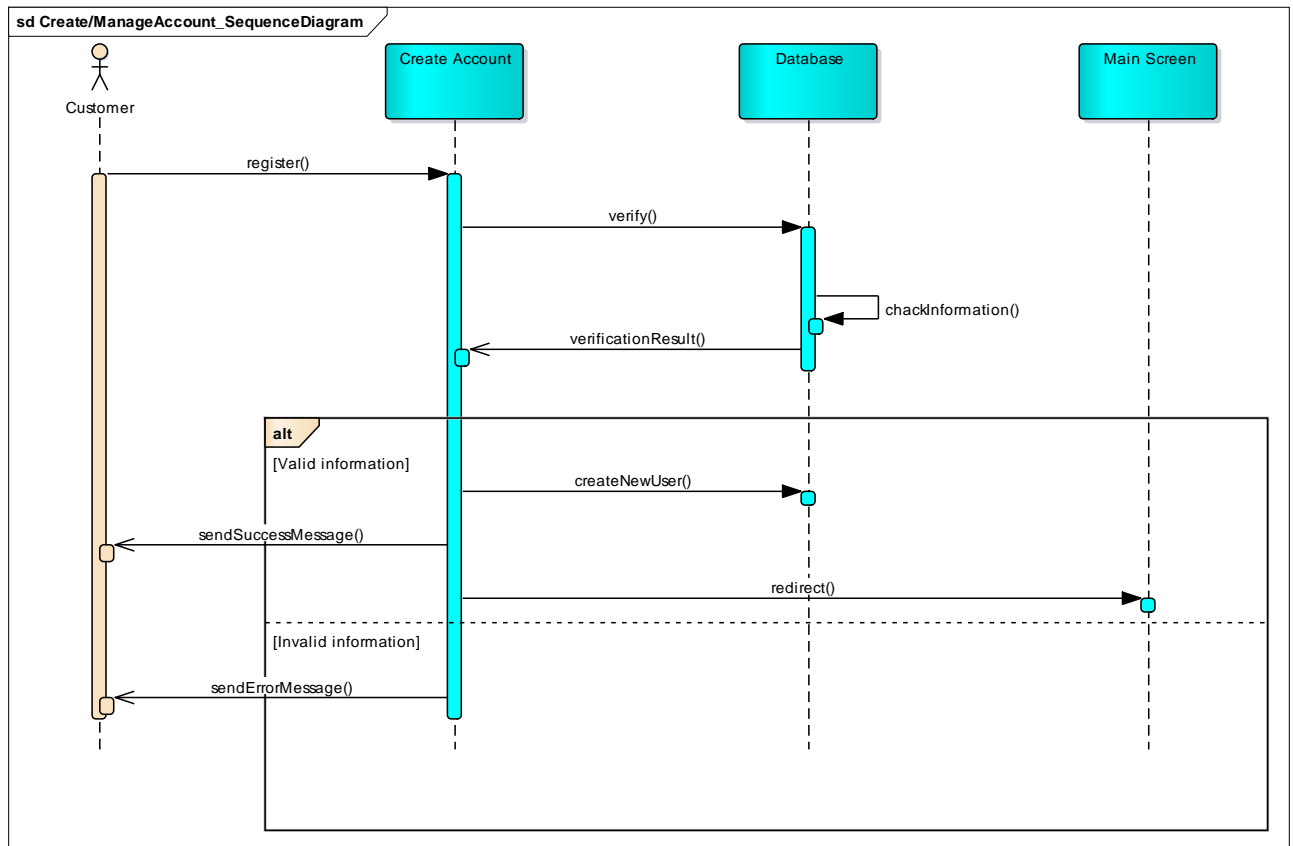 sd Create/ManageAccount_SequenceDiagram
Customer
Create Account
Database
Main Screen
register()
verify()
chackInformation()
verificationResult()
alt
[Valid information]
createNewUser()
sendSuccessMessage()
redirect()
[Invalid information]
sendErrorMessage()